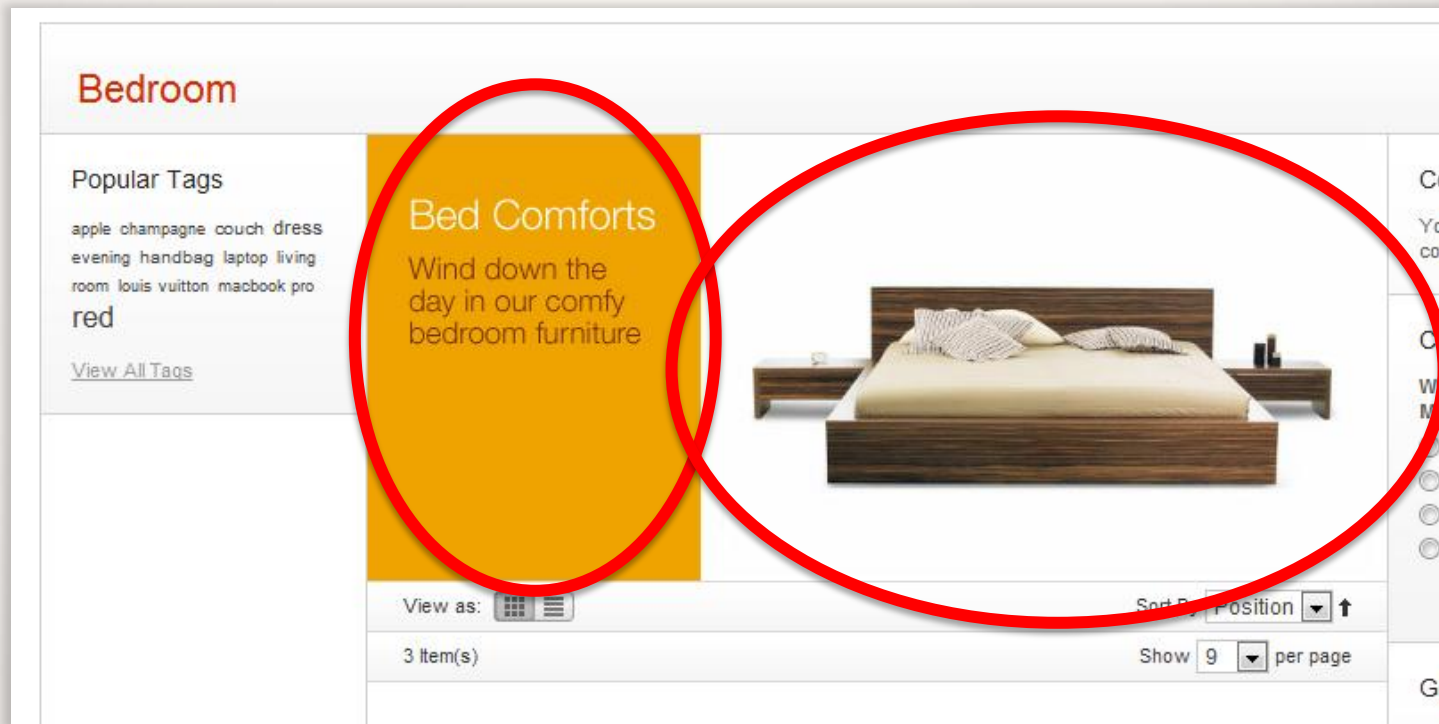 Bedroom
Popular Tags
apple champagne couch dress
evening handbag laptop living
room louis vuitton macbook pro
red
View All Tags
Bed Comforts
Wind down the
day in our comfy
bedroom furniture
View as:
Sort By Position
3 Item(s)
Show 9 per page